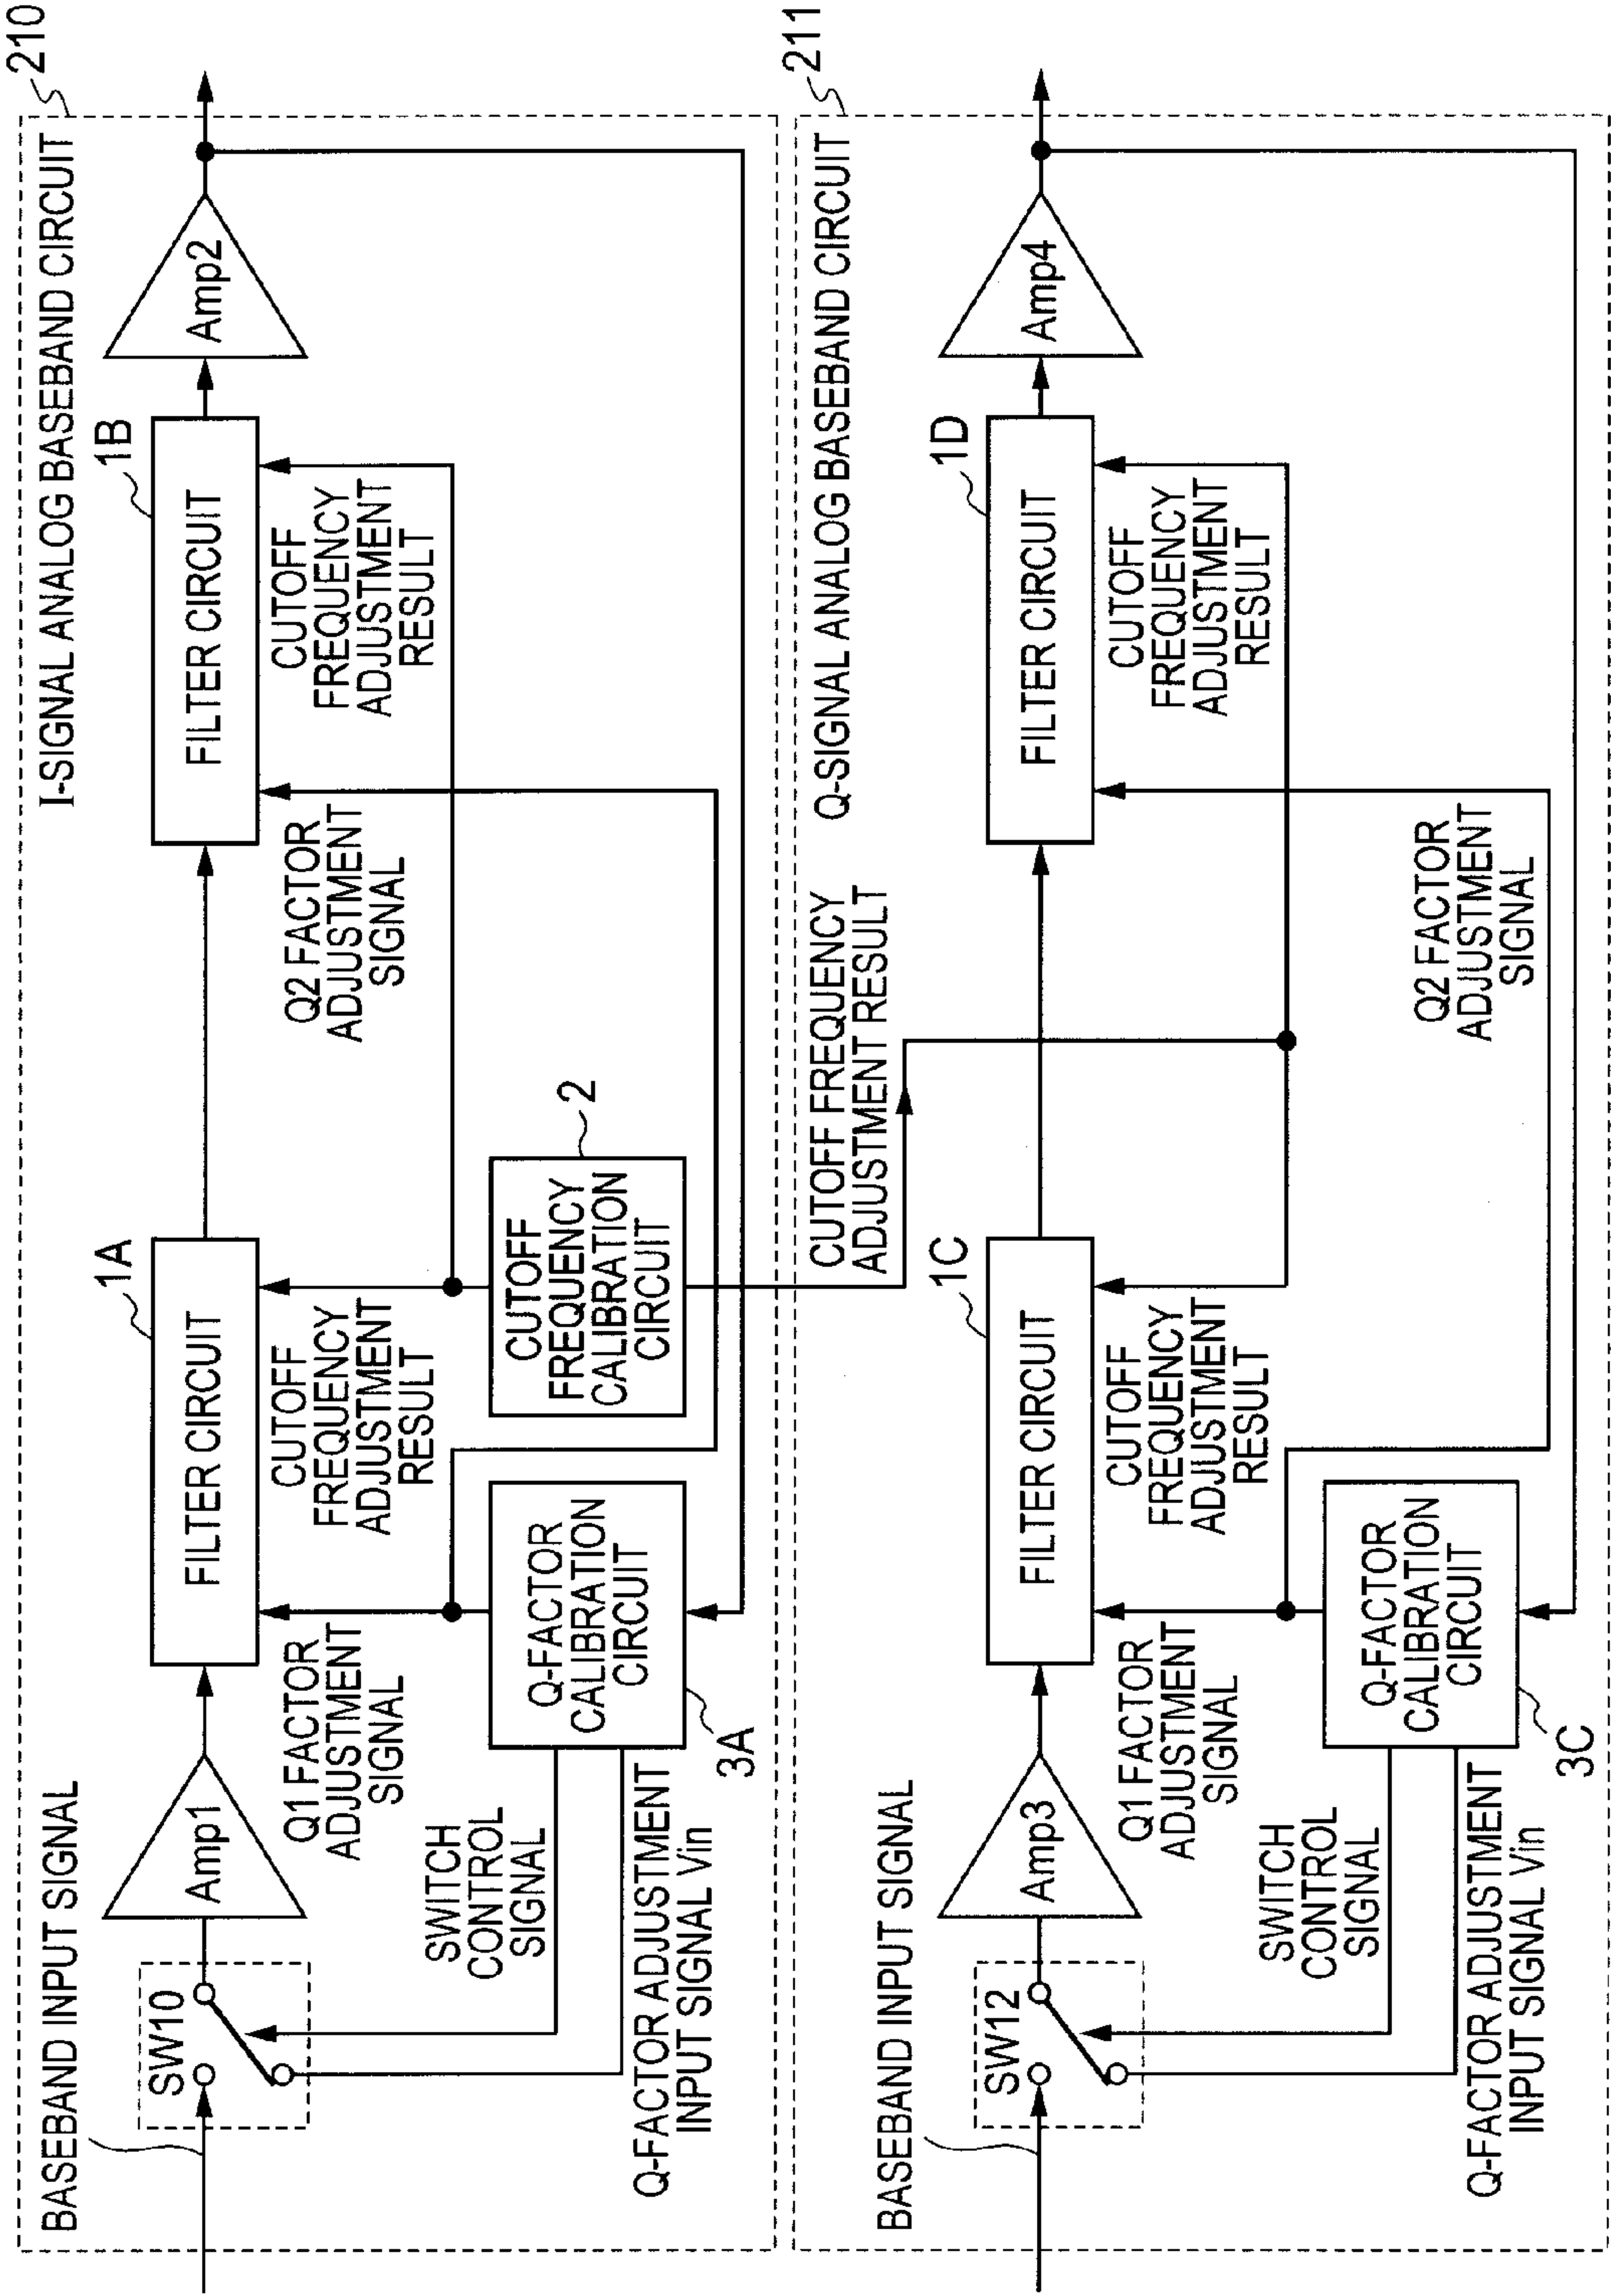 210
I-SIGNAL ANALOG BASEBAND CIRCUIT
BASEBAND INPUT SIGNAL
SW10
Amp1
1A
FILTER CIRCUIT
1B
FILTER CIRCUIT
Amp2
Q1 FACTOR
ADJUSTMENT
SIGNAL
CUTOFF
FREQUENCY
ADJUSTMENT
RESULT
Q2 FACTOR
ADJUSTMENT
SIGNAL
CUTOFF
FREQUENCY
ADJUSTMENT
RESULT
SWITCH
CONTROL
SIGNAL
Q-FACTOR
CALIBRATION
CIRCUIT
3A
CUTOFF
FREQUENCY
CALIBRATION
CIRCUIT
2
Q-FACTOR ADJUSTMENT
INPUT SIGNAL Vin
211
Q-SIGNAL ANALOG BASEBAND CIRCUIT
CUTOFF FREQUENCY
ADJUSTMENT RESULT
BASEBAND INPUT SIGNAL
SW12
Amp3
1C
FILTER CIRCUIT
1D
FILTER CIRCUIT
Amp4
Q1 FACTOR
ADJUSTMENT
SIGNAL
CUTOFF
FREQUENCY
ADJUSTMENT
RESULT
CUTOFF
FREQUENCY
ADJUSTMENT
RESULT
SWITCH
CONTROL
SIGNAL
Q-FACTOR
CALIBRATION
CIRCUIT
3C
Q2 FACTOR
ADJUSTMENT
SIGNAL
Q-FACTOR ADJUSTMENT
INPUT SIGNAL Vin